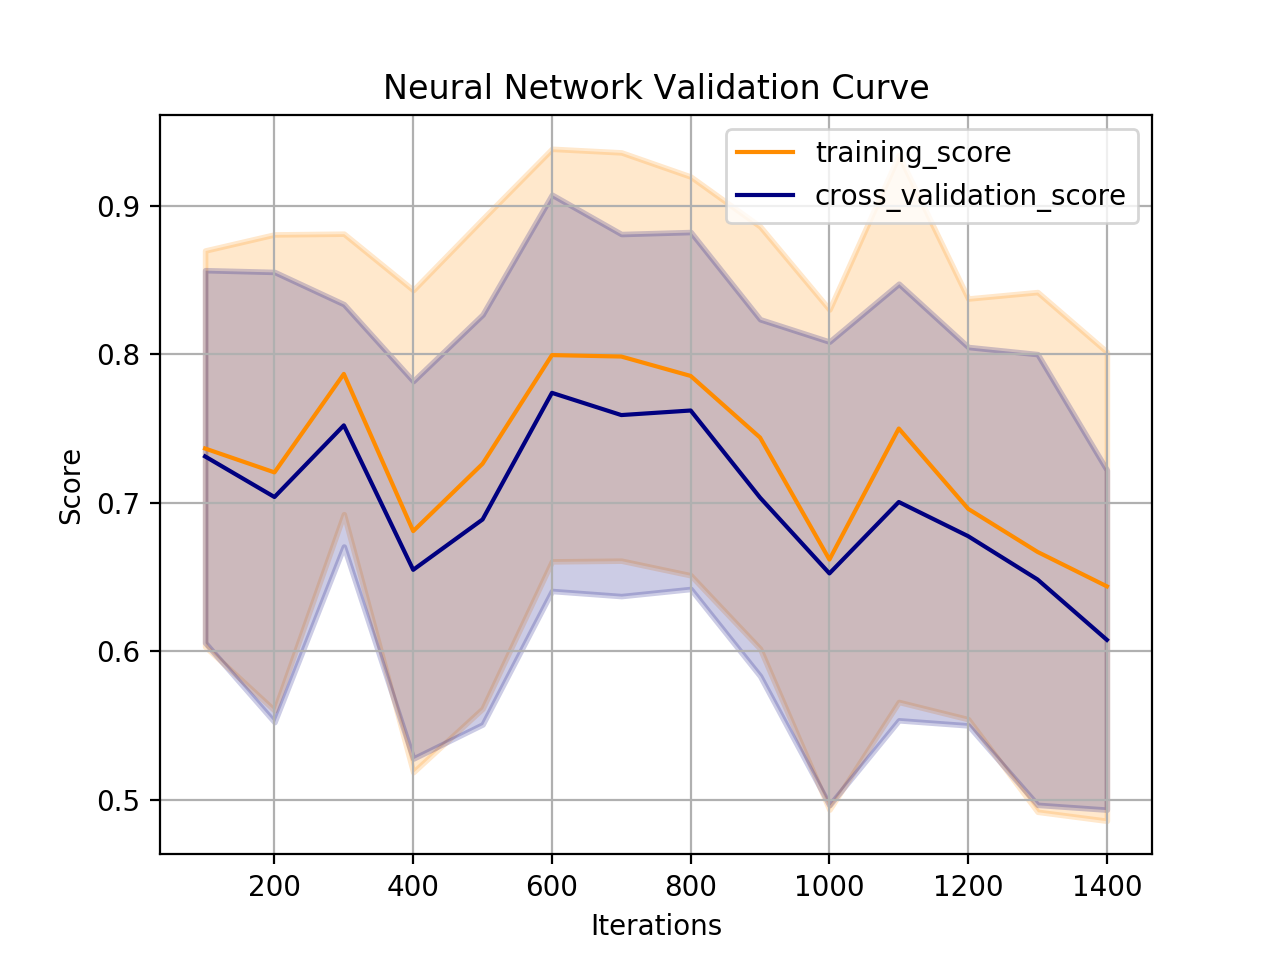 Neural Network Validation Curve
training_score
cross_validation_score
0.9
0.8
0.7
0.6
0.5
Score
200 400 600 800 1000 1200 1400
Iterations